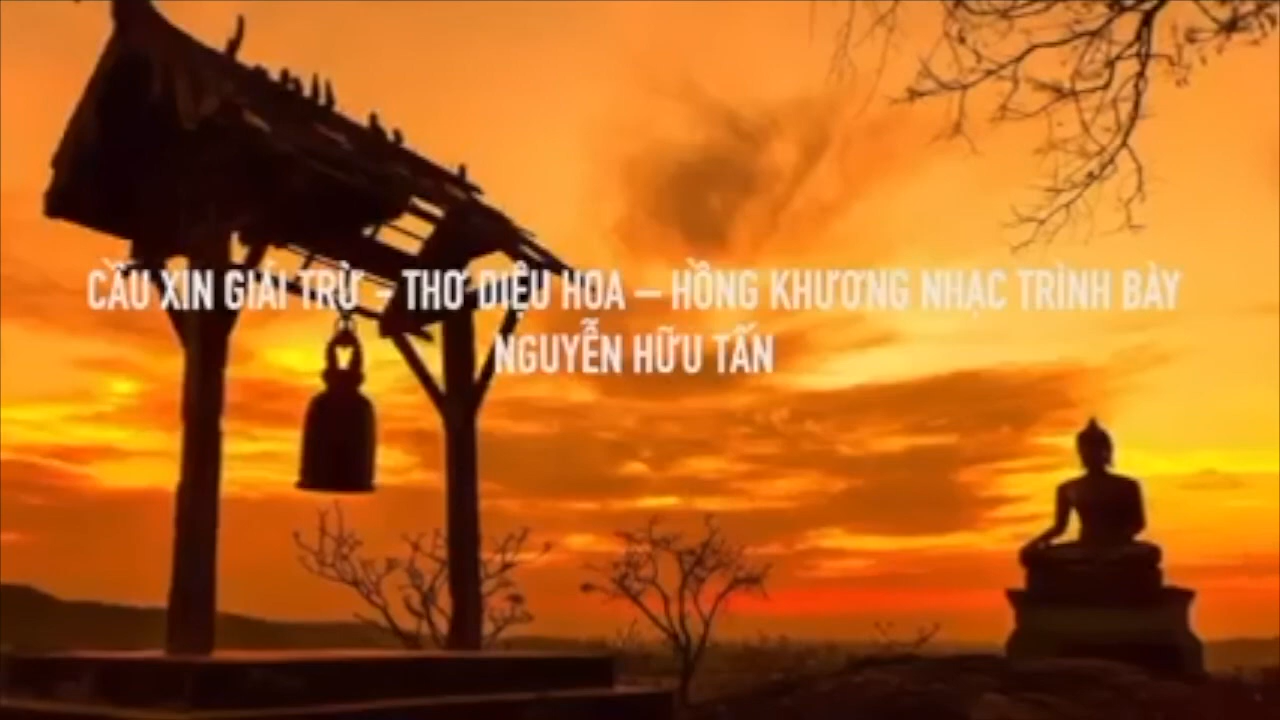 CẦU XIN GIẢI TRỪ – THƠ DIỆU HOA – HỒNG KHƯƠNG NHẠC TRÌNH BÀY
NGUYỄN HỮU TẤN